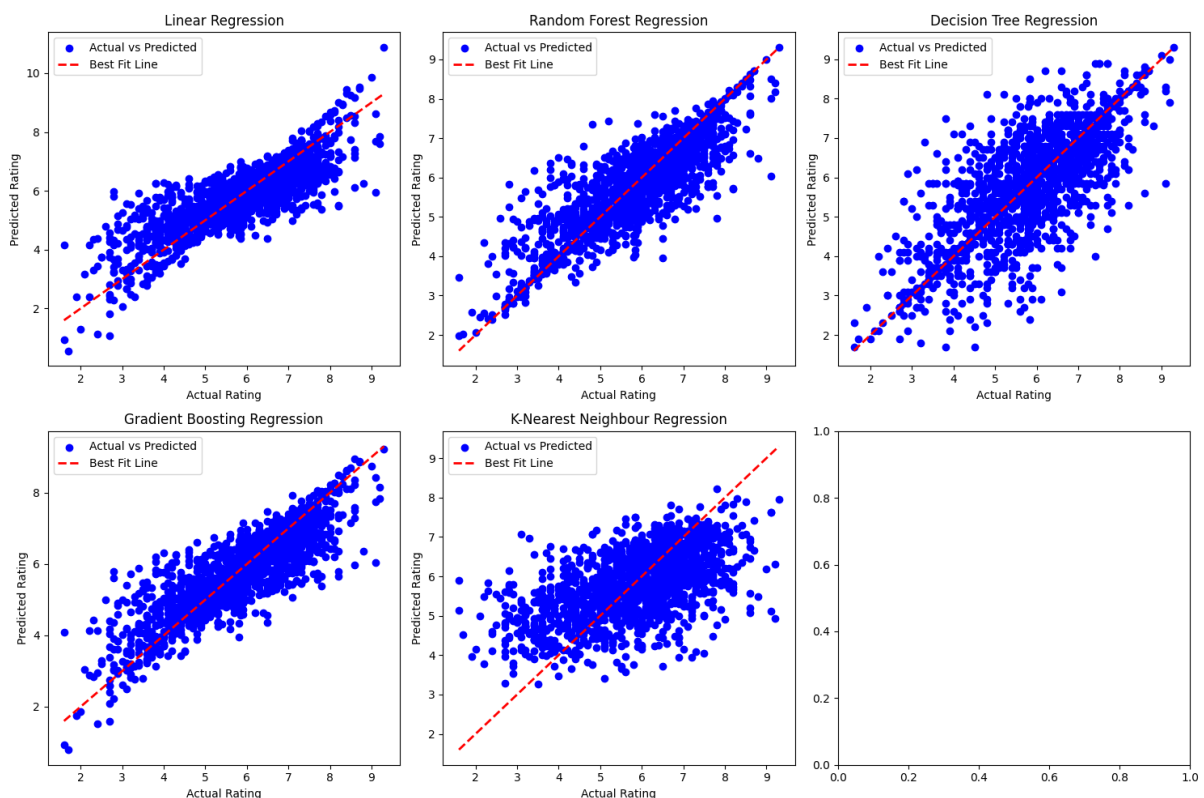 Linear Regression
Actual vs Predicted
Best Fit Line
10
8
6
4
2
Predicted Rating
2 3 4 5 6 7 8 9
Actual Rating
Random Forest Regression
Actual vs Predicted
Best Fit Line
9
8
7
6
5
4
3
2
Predicted Rating
2 3 4 5 6 7 8 9
Actual Rating
Decision Tree Regression
Actual vs Predicted
Best Fit Line
9
8
7
6
5
4
3
2
Predicted Rating
2 3 4 5 6 7 8 9
Actual Rating
Gradient Boosting Regression
Actual vs Predicted
Best Fit Line
8
6
4
2
Predicted Rating
2 3 4 5 6 7 8 9
Actual Rating
K-Nearest Neighbour Regression
Actual vs Predicted
Best Fit Line
9
8
7
6
5
4
3
2
Predicted Rating
2 3 4 5 6 7 8 9
Actual Rating
1.0
0.8
0.6
0.4
0.2
0.0
0.0 0.2 0.4 0.6 0.8 1.0